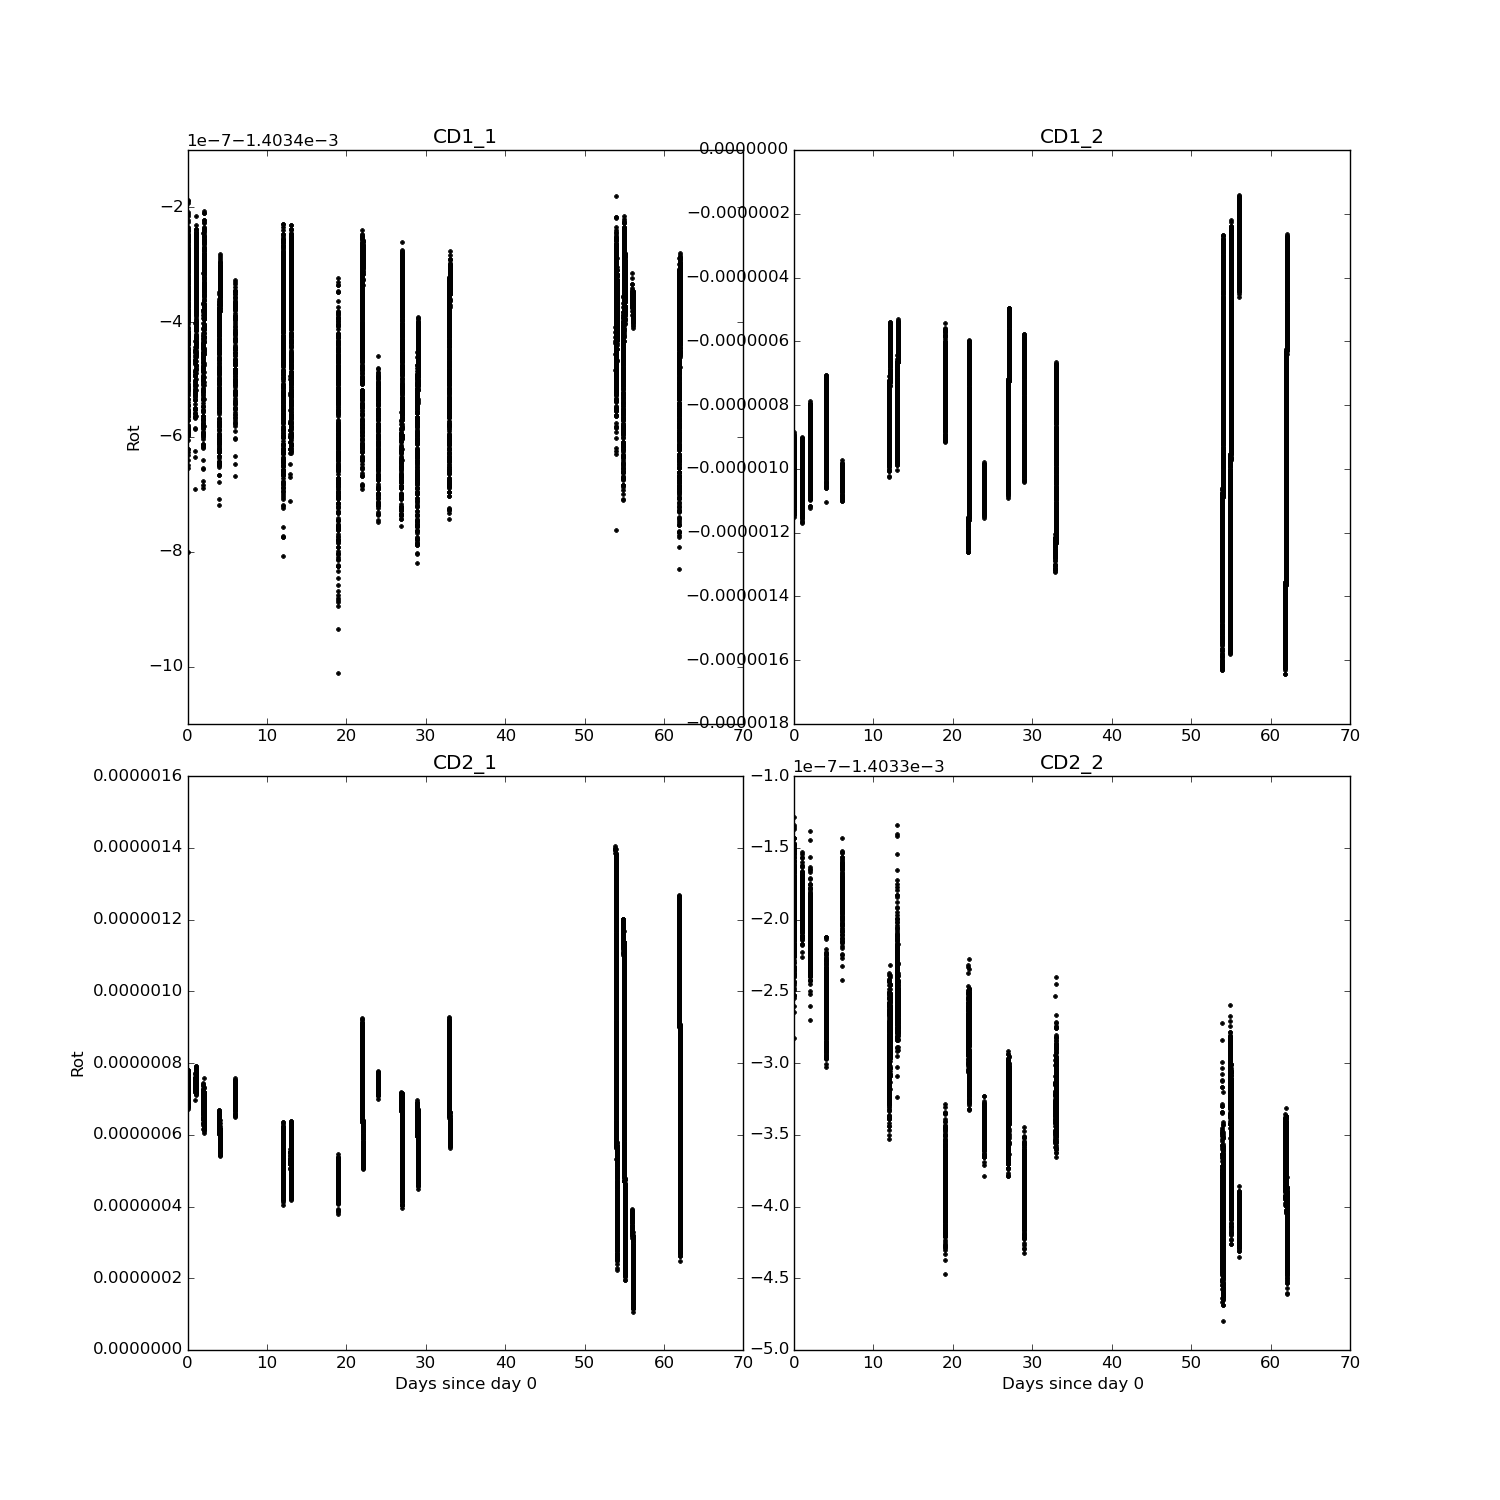 1e−7−1.4034e−3
CD1_1
−2
−4
−6
−8
−10
Rot
0 10 20 30 40 50 60 70
CD1_2
0.0000000
−0.0000002
−0.0000004
−0.0000006
−0.0000008
−0.0000010
−0.0000012
−0.0000014
−0.0000016
−0.0000018
0 10 20 30 40 50 60 70
CD2_1
0.0000016
0.0000014
0.0000012
0.0000010
0.0000008
0.0000006
0.0000004
0.0000002
0.0000000
Rot
0 10 20 30 40 50 60 70
Days since day 0
1e−7−1.4033e−3
CD2_2
−1.0
−1.5
−2.0
−2.5
−3.0
−3.5
−4.0
−4.5
−5.0
0 10 20 30 40 50 60 70
Days since day 0